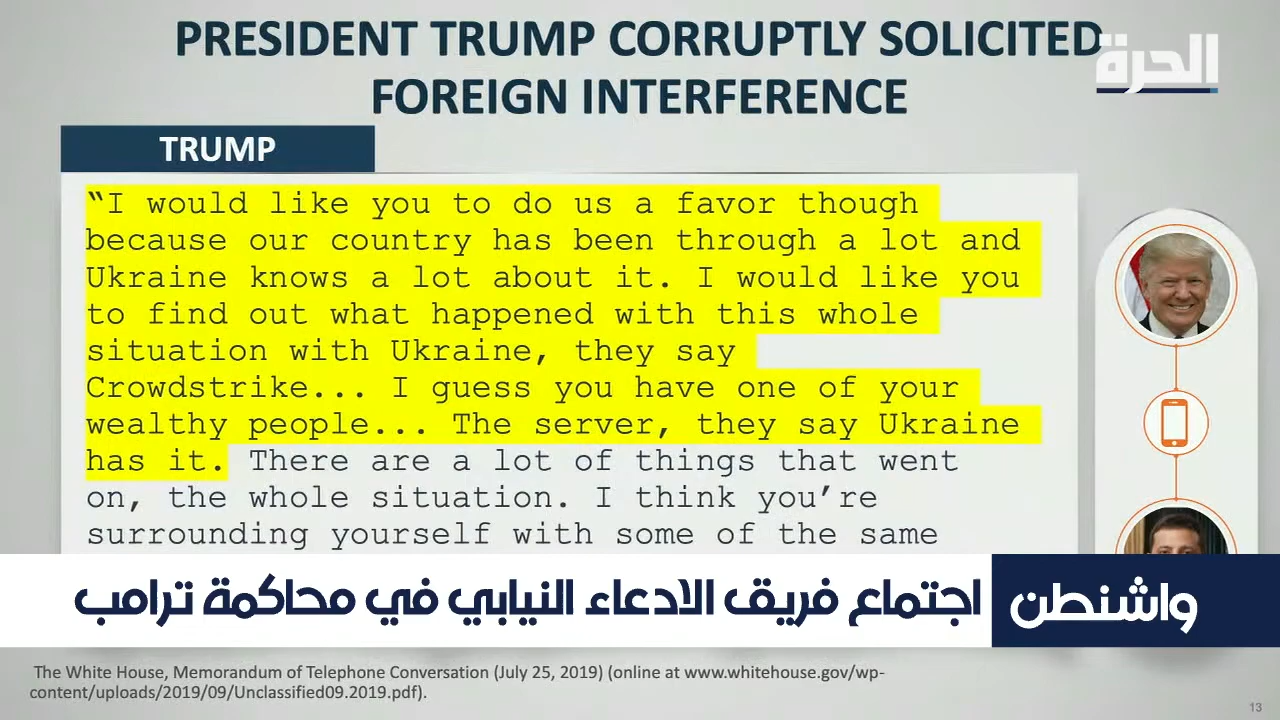 PRESIDENT TRUMP CORRUPTLY SOLICITED
FOREIGN INTERFERENCE
الحرة
TRUMP
“I would like you to do us a favor though
because our country has been through a lot and
Ukraine knows a lot about it. I would like you
to find out what happened with this whole
situation with Ukraine, they say
Crowdstrike... I guess you have one of your
wealthy people... The server, they say Ukraine
has it. There are a lot of things that went
on, the whole situation. I think you’re
surrounding yourself with some of the same
واشنطن
اجتماع فريق الادعاء النيابي في محاكمة ترامب
The White House, Memorandum of Telephone Conversation (July 25, 2019) (online at www.whitehouse.gov/wp-
content/uploads/2019/09/Unclassified09.2019.pdf).
13